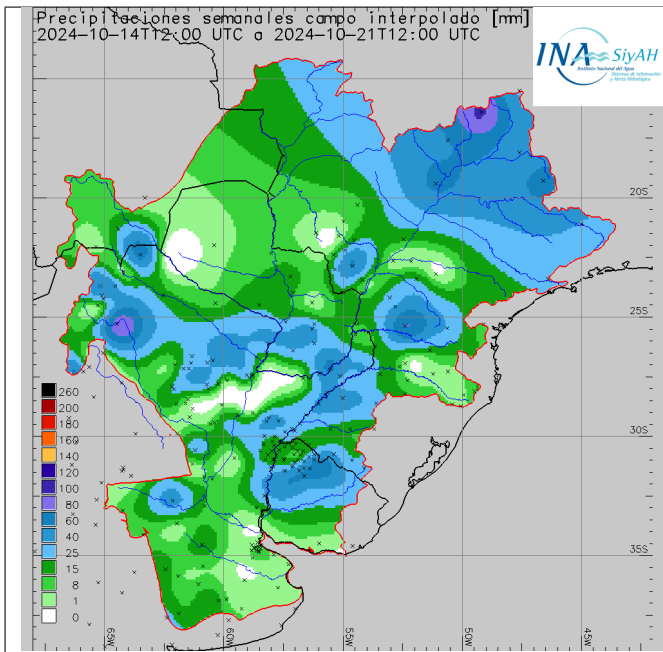 Precipitaciones semanales campo interpolado [mm]
2024-10-14T12:00 UTC a 2024-10-21T12:00 UTC
INA SiyAH
Instituto Nacional del Agua
Sistemas de Información
y Alerta Hidrológico
20S
25S
30S
35S
260
200
180
160
140
120
100
80
60
40
25
15
8
1
0
65W
60W
55W
50W
45W